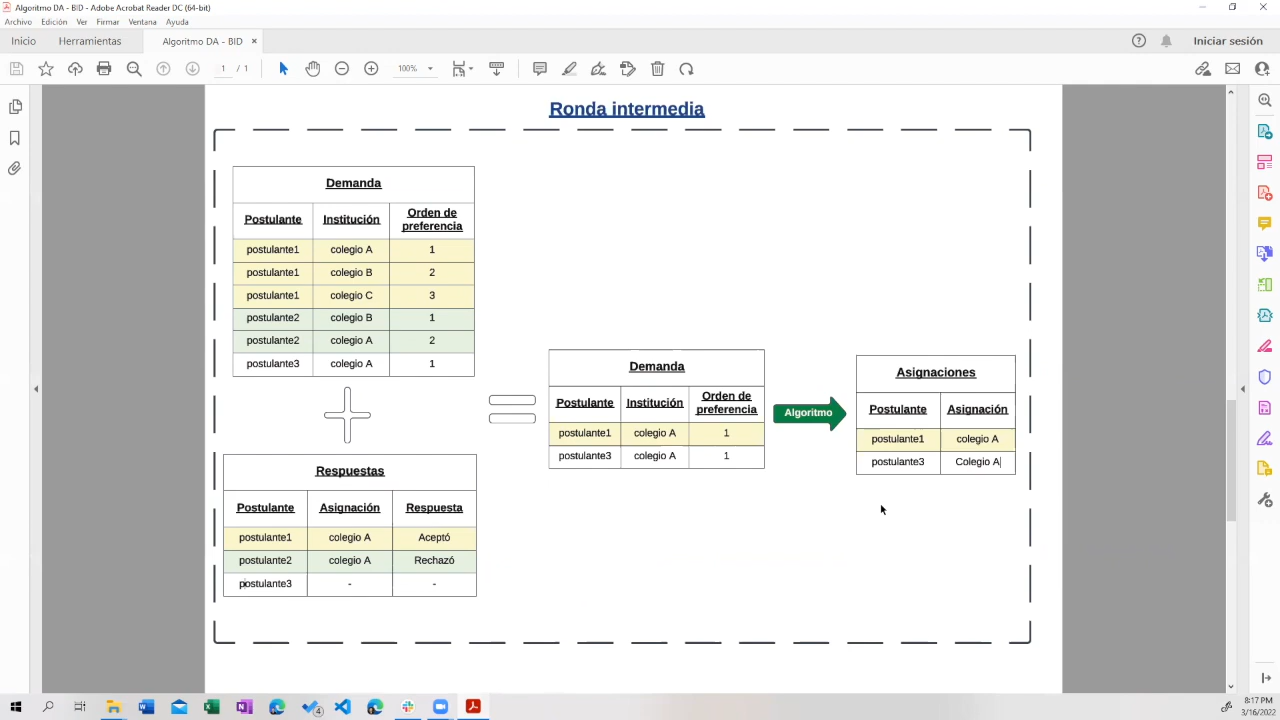 Algoritmo DA - BID - Adobe Acrobat Reader DC (64-bit)
Archivo Edición Ver Firmar Ventana Ayuda
Inicio Herramientas Algoritmo DA - BID × Iniciar sesión
1 / 1 100%
Ronda intermedia
Demanda
Postulante Institución Orden de preferencia
postulante1 colegio A 1
postulante1 colegio B 2
postulante1 colegio C 3
postulante2 colegio B 1
postulante2 colegio A 2
postulante3 colegio A 1
Respuestas
Postulante Asignación Respuesta
postulante1 colegio A Aceptó
postulante2 colegio A Rechazó
postulante3 - -
Demanda
Postulante Institución Orden de preferencia
postulante1 colegio A 1
postulante3 colegio A 1
Algoritmo
Asignaciones
Postulante Asignación
postulante1 colegio A
postulante3 Colegio A
8:17 PM
3/16/2022